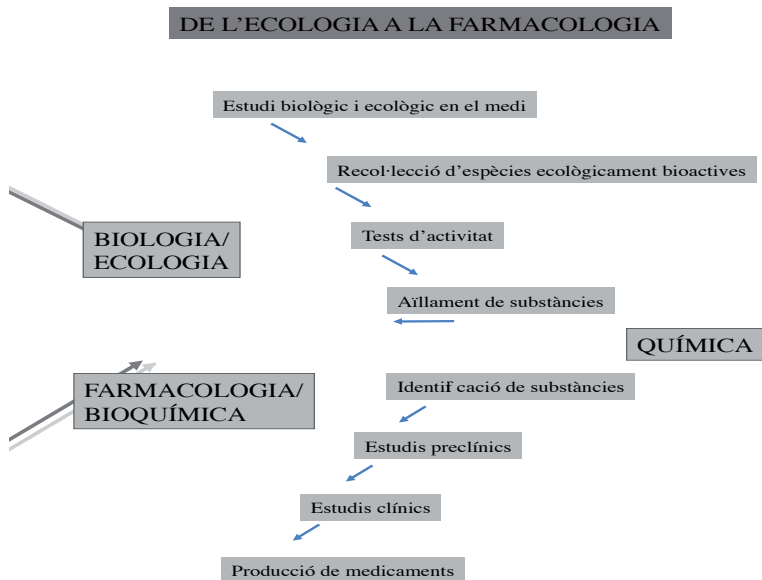 DE L'ECOLOGIA A LA FARMACOLOGIA
Estudi biològic i ecològic en el medi
Recol·lecció d'espècies ecològicament bioactives
BIOLOGIA/
ECOLOGIA
Tests d'activitat
Aïllament de substàncies
QUÍMICA
FARMACOLOGIA/
BIOQUÍMICA
Identif cació de substàncies
Estudis preclínics
Estudis clínics
Producció de medicaments